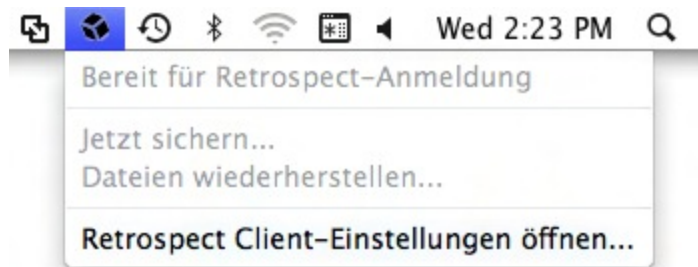 Wed 2:23 PM
Bereit für Retrospect-Anmeldung
Jetzt sichern...
Dateien wiederherstellen...
Retrospect Client-Einstellungen öffnen...